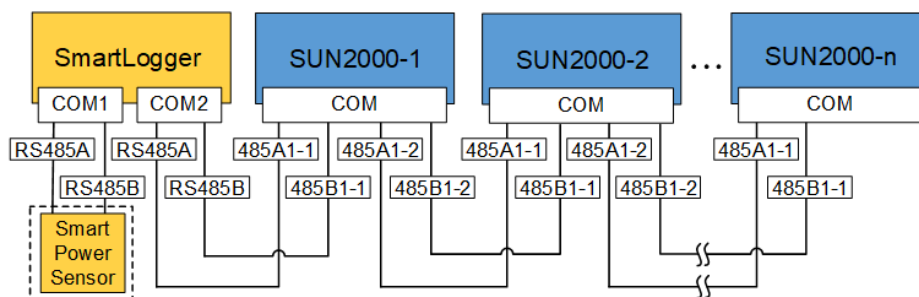 SmartLogger
SUN2000-1
SUN2000-2
...
SUN2000-n
COM1
COM2
COM
COM
COM
RS485A
RS485A
485A1-1
485A1-2
485A1-1
485A1-2
485A1-1
RS485B
RS485B
485B1-1
485B1-2
485B1-1
485B1-2
485B1-1
Smart
Power
Sensor